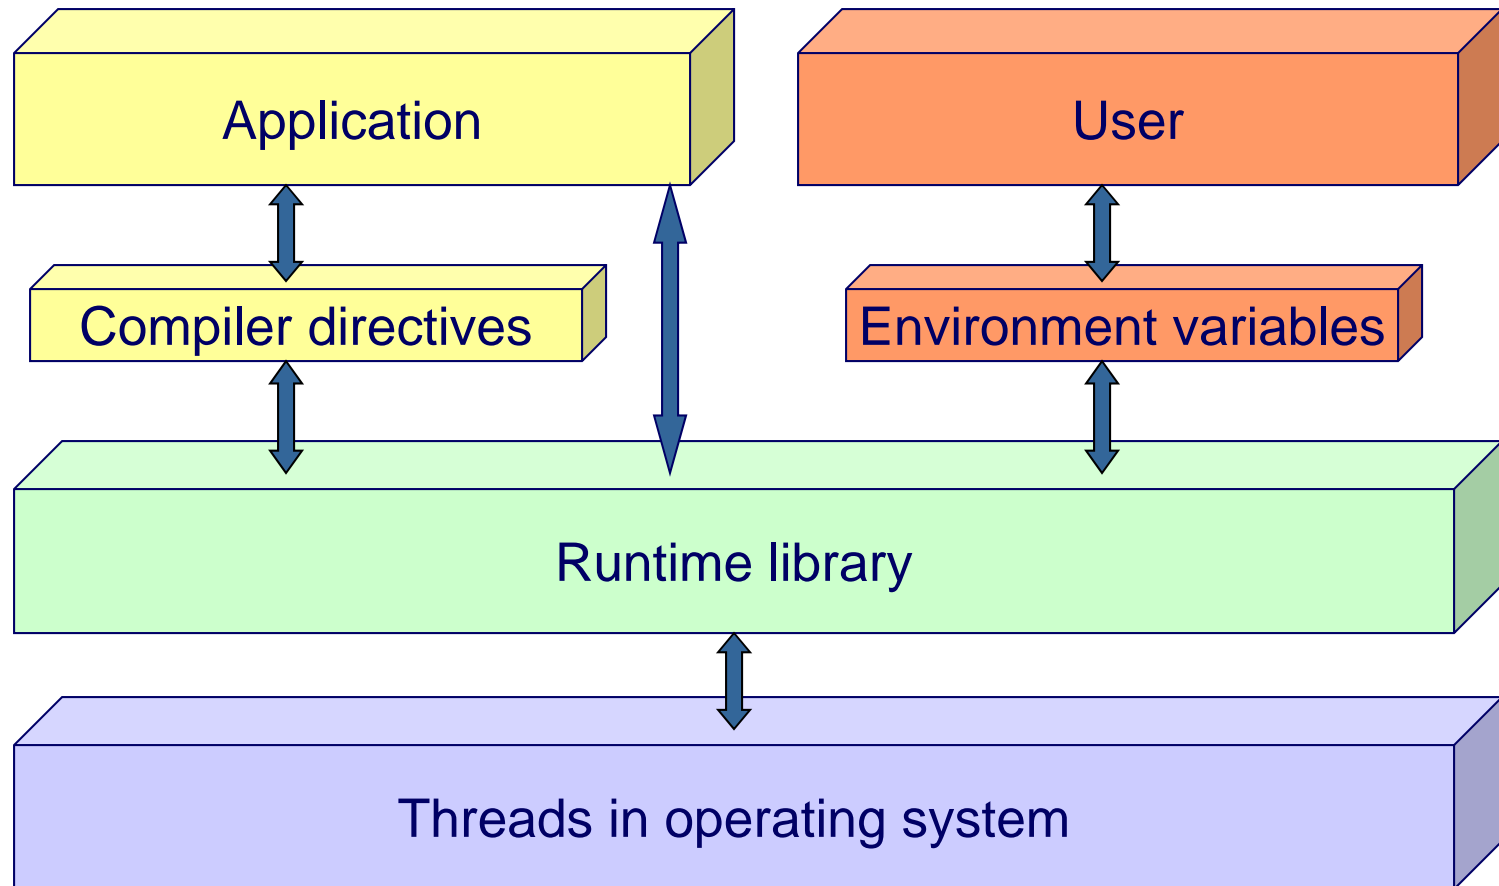 Application
User
Compiler directives
Environment variables
Runtime library
Threads in operating system